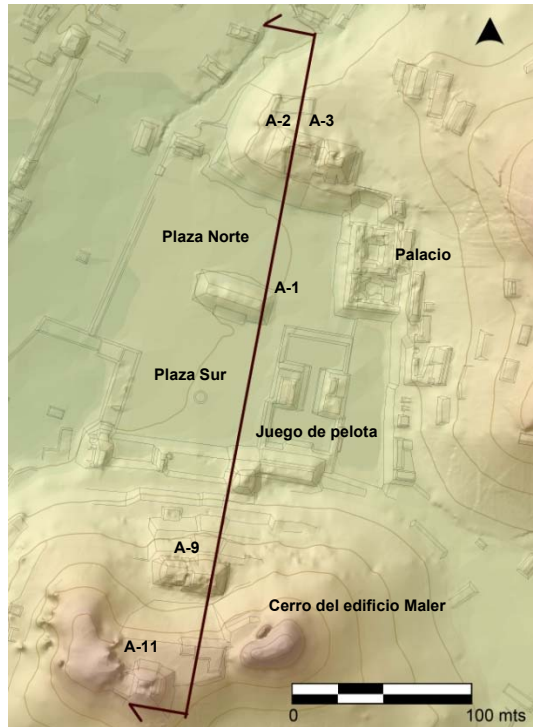 A-2 A-3
Plaza Norte
Palacio
A-1
Plaza Sur
Juego de pelota
A-9
Cerro del edificio Maler
A-11
0 100 mts